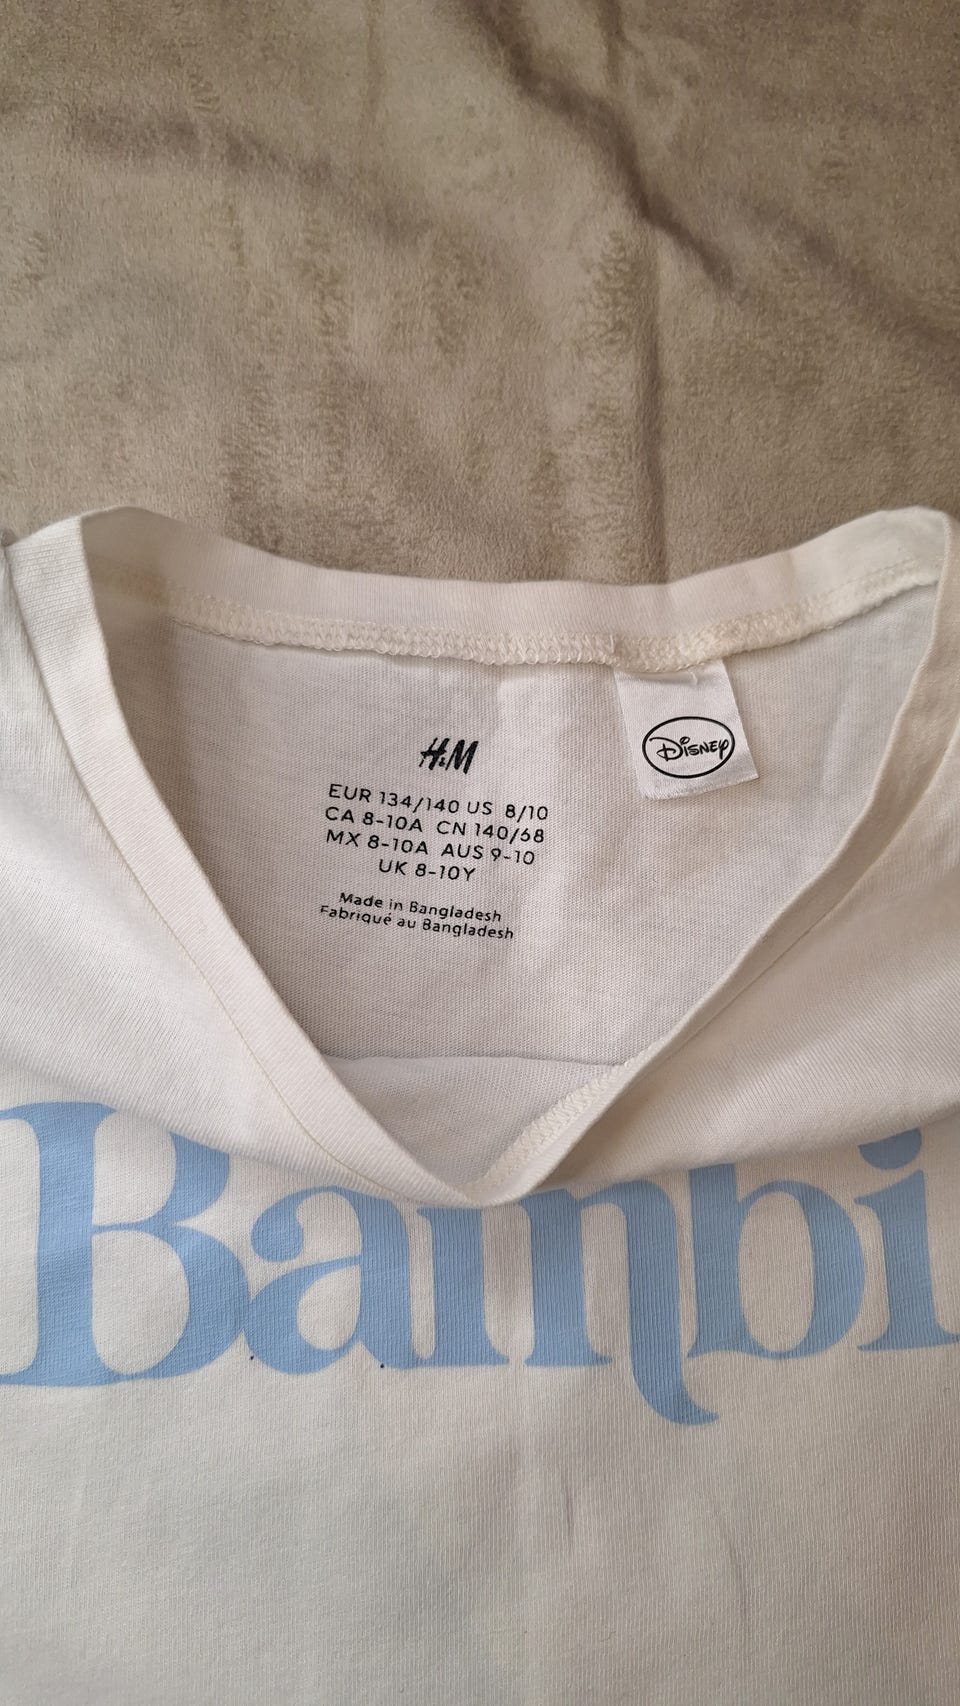 H&M
Disney
EUR 134/140 US 8/10
CA 8-10A CN 140/68
MX 8-10A AUS 9-10
UK 8-10Y
Made in Bangladesh
Fabriqué au Bangladesh
Bambi